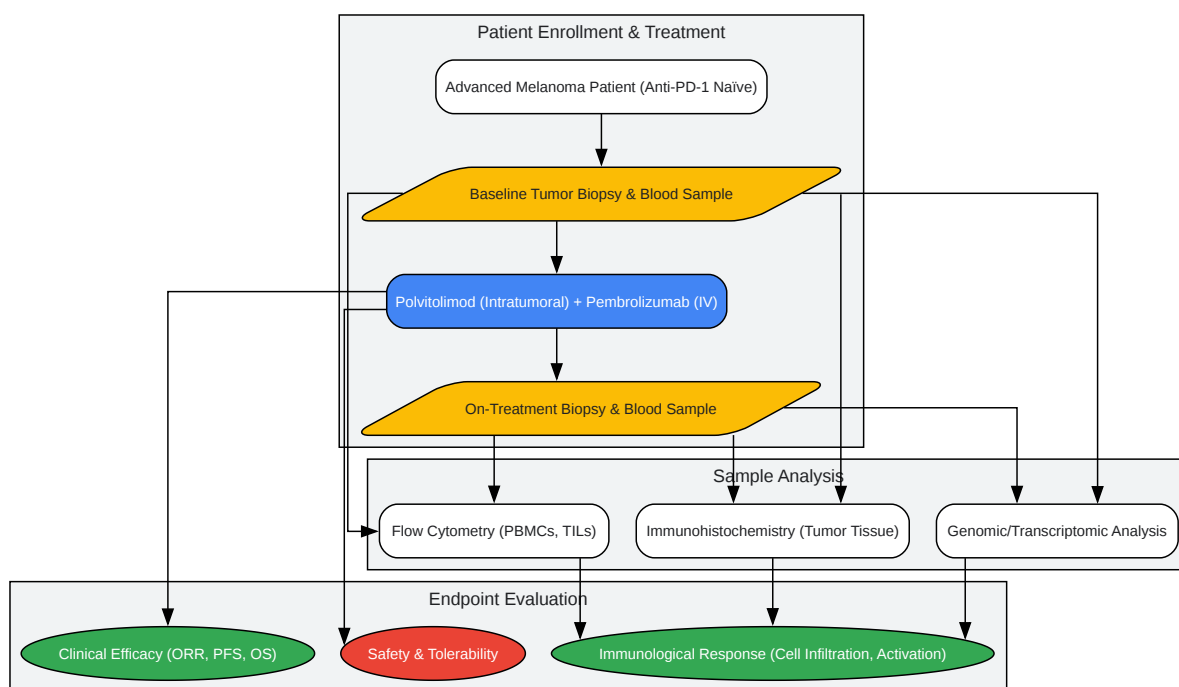 Patient Enrollment & Treatment
Advanced Melanoma Patient (Anti-PD-1 Naïve)
Baseline Tumor Biopsy & Blood Sample
Polvitolimod (Intratumoral) + Pembrolizumab (IV)
On-Treatment Biopsy & Blood Sample
Sample Analysis
Flow Cytometry (PBMCs, TILs)
Immunohistochemistry (Tumor Tissue)
Genomic/Transcriptomic Analysis
Endpoint Evaluation
Clinical Efficacy (ORR, PFS, OS)
Safety & Tolerability
Immunological Response (Cell Infiltration, Activation)